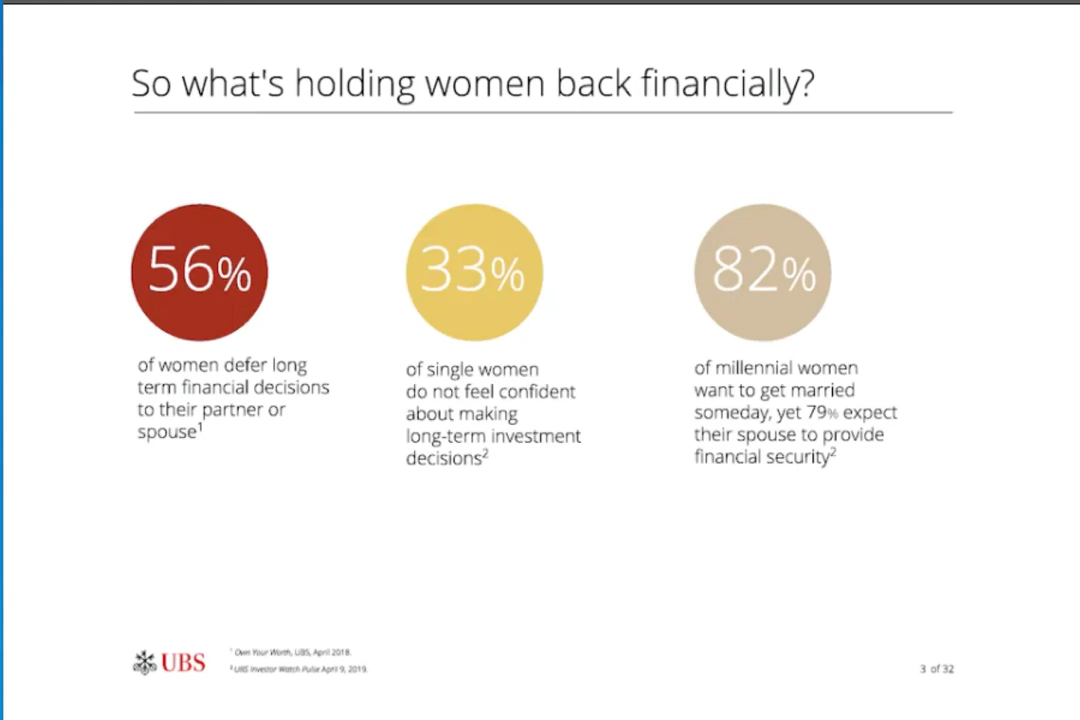 So what's holding women back financially?
56%
of women defer long
term financial decisions
to their partner or
spouse¹
33%
of single women
do not feel confident
about making
long-term investment
decisions²
82%
of millennial women
want to get married
someday, yet 79% expect
their spouse to provide
financial security²
UBS
¹ Own Your Worth, UBS, April 2018.
² UBS Investor Watch Pulse April 9, 2019.
3 of 32